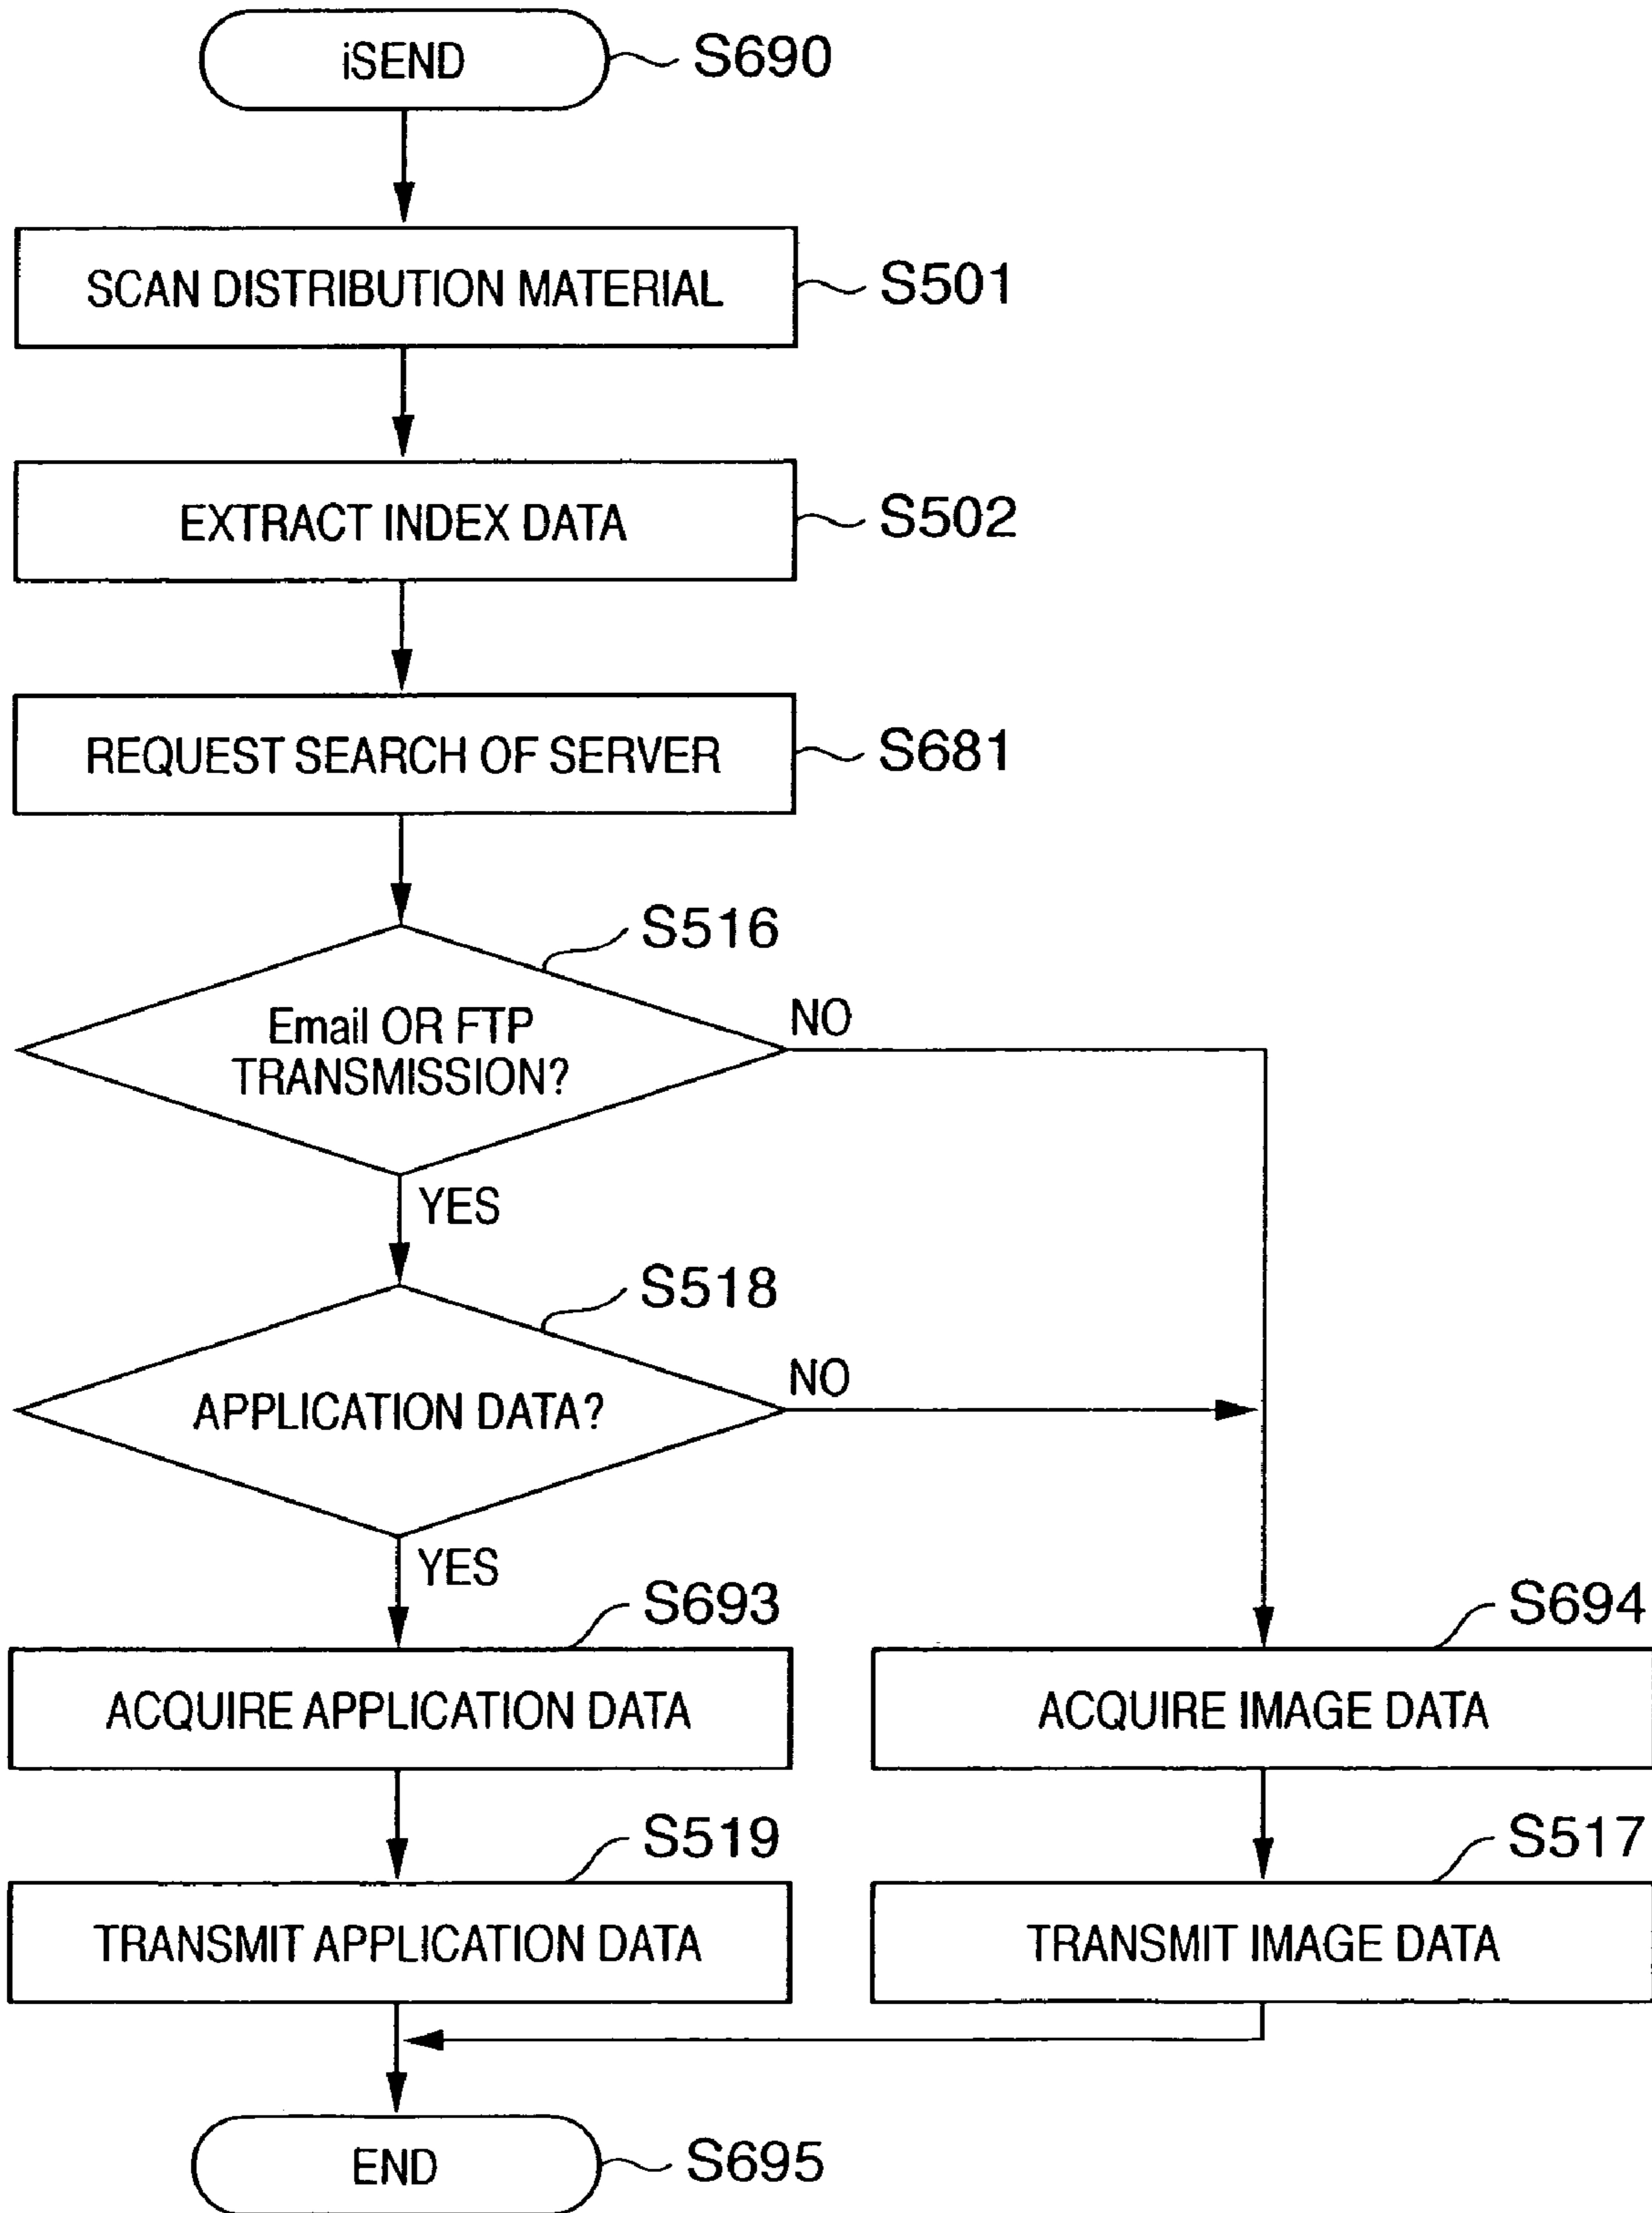 iSEND
S690
SCAN DISTRIBUTION MATERIAL
S501
EXTRACT INDEX DATA
S502
REQUEST SEARCH OF SERVER
S681
S516
Email OR FTP
TRANSMISSION?
NO
YES
S518
APPLICATION DATA?
NO
YES
S693
ACQUIRE APPLICATION DATA
S694
ACQUIRE IMAGE DATA
S519
TRANSMIT APPLICATION DATA
S517
TRANSMIT IMAGE DATA
END
S695